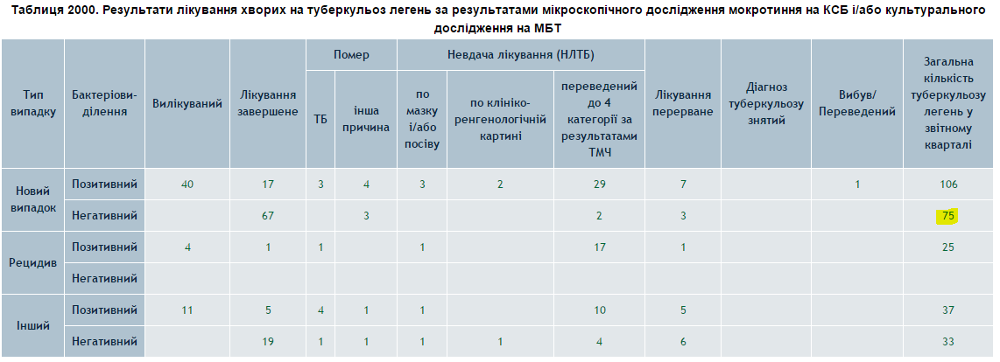 Таблиця 2000. Результати лікування хворих на туберкульоз легень за результатами мікроскопічного дослідження мокротиння на КСБ і/або культурального
дослідження на МБТ
Тип
випадку
Бактеріови-
ділення
Вилікуваний
Лікування
завершене
Помер
ТБ
інша
причина
Невдача лікування (НЛТБ)
по
мазку
і/або
посіву
по клініко-
ренгенологічній
картині
переведений
до 4
категорії за
результатами
ТМЧ
Лікування
перерване
Діагноз
туберкульозу
знятий
Вибув/
Переведений
Загальна
кількість
туберкульозу
легень у
звітному
кварталі
Новий
випадок
Позитивний 40 17 3 4 3 2 29 7 1 106
Негативний 67 3 2 3 75
Рецидив
Позитивний 4 1 1 1 17 1 25
Негативний
Інший
Позитивний 11 5 4 1 1 10 5 37
Негативний 19 1 1 1 1 4 6 33